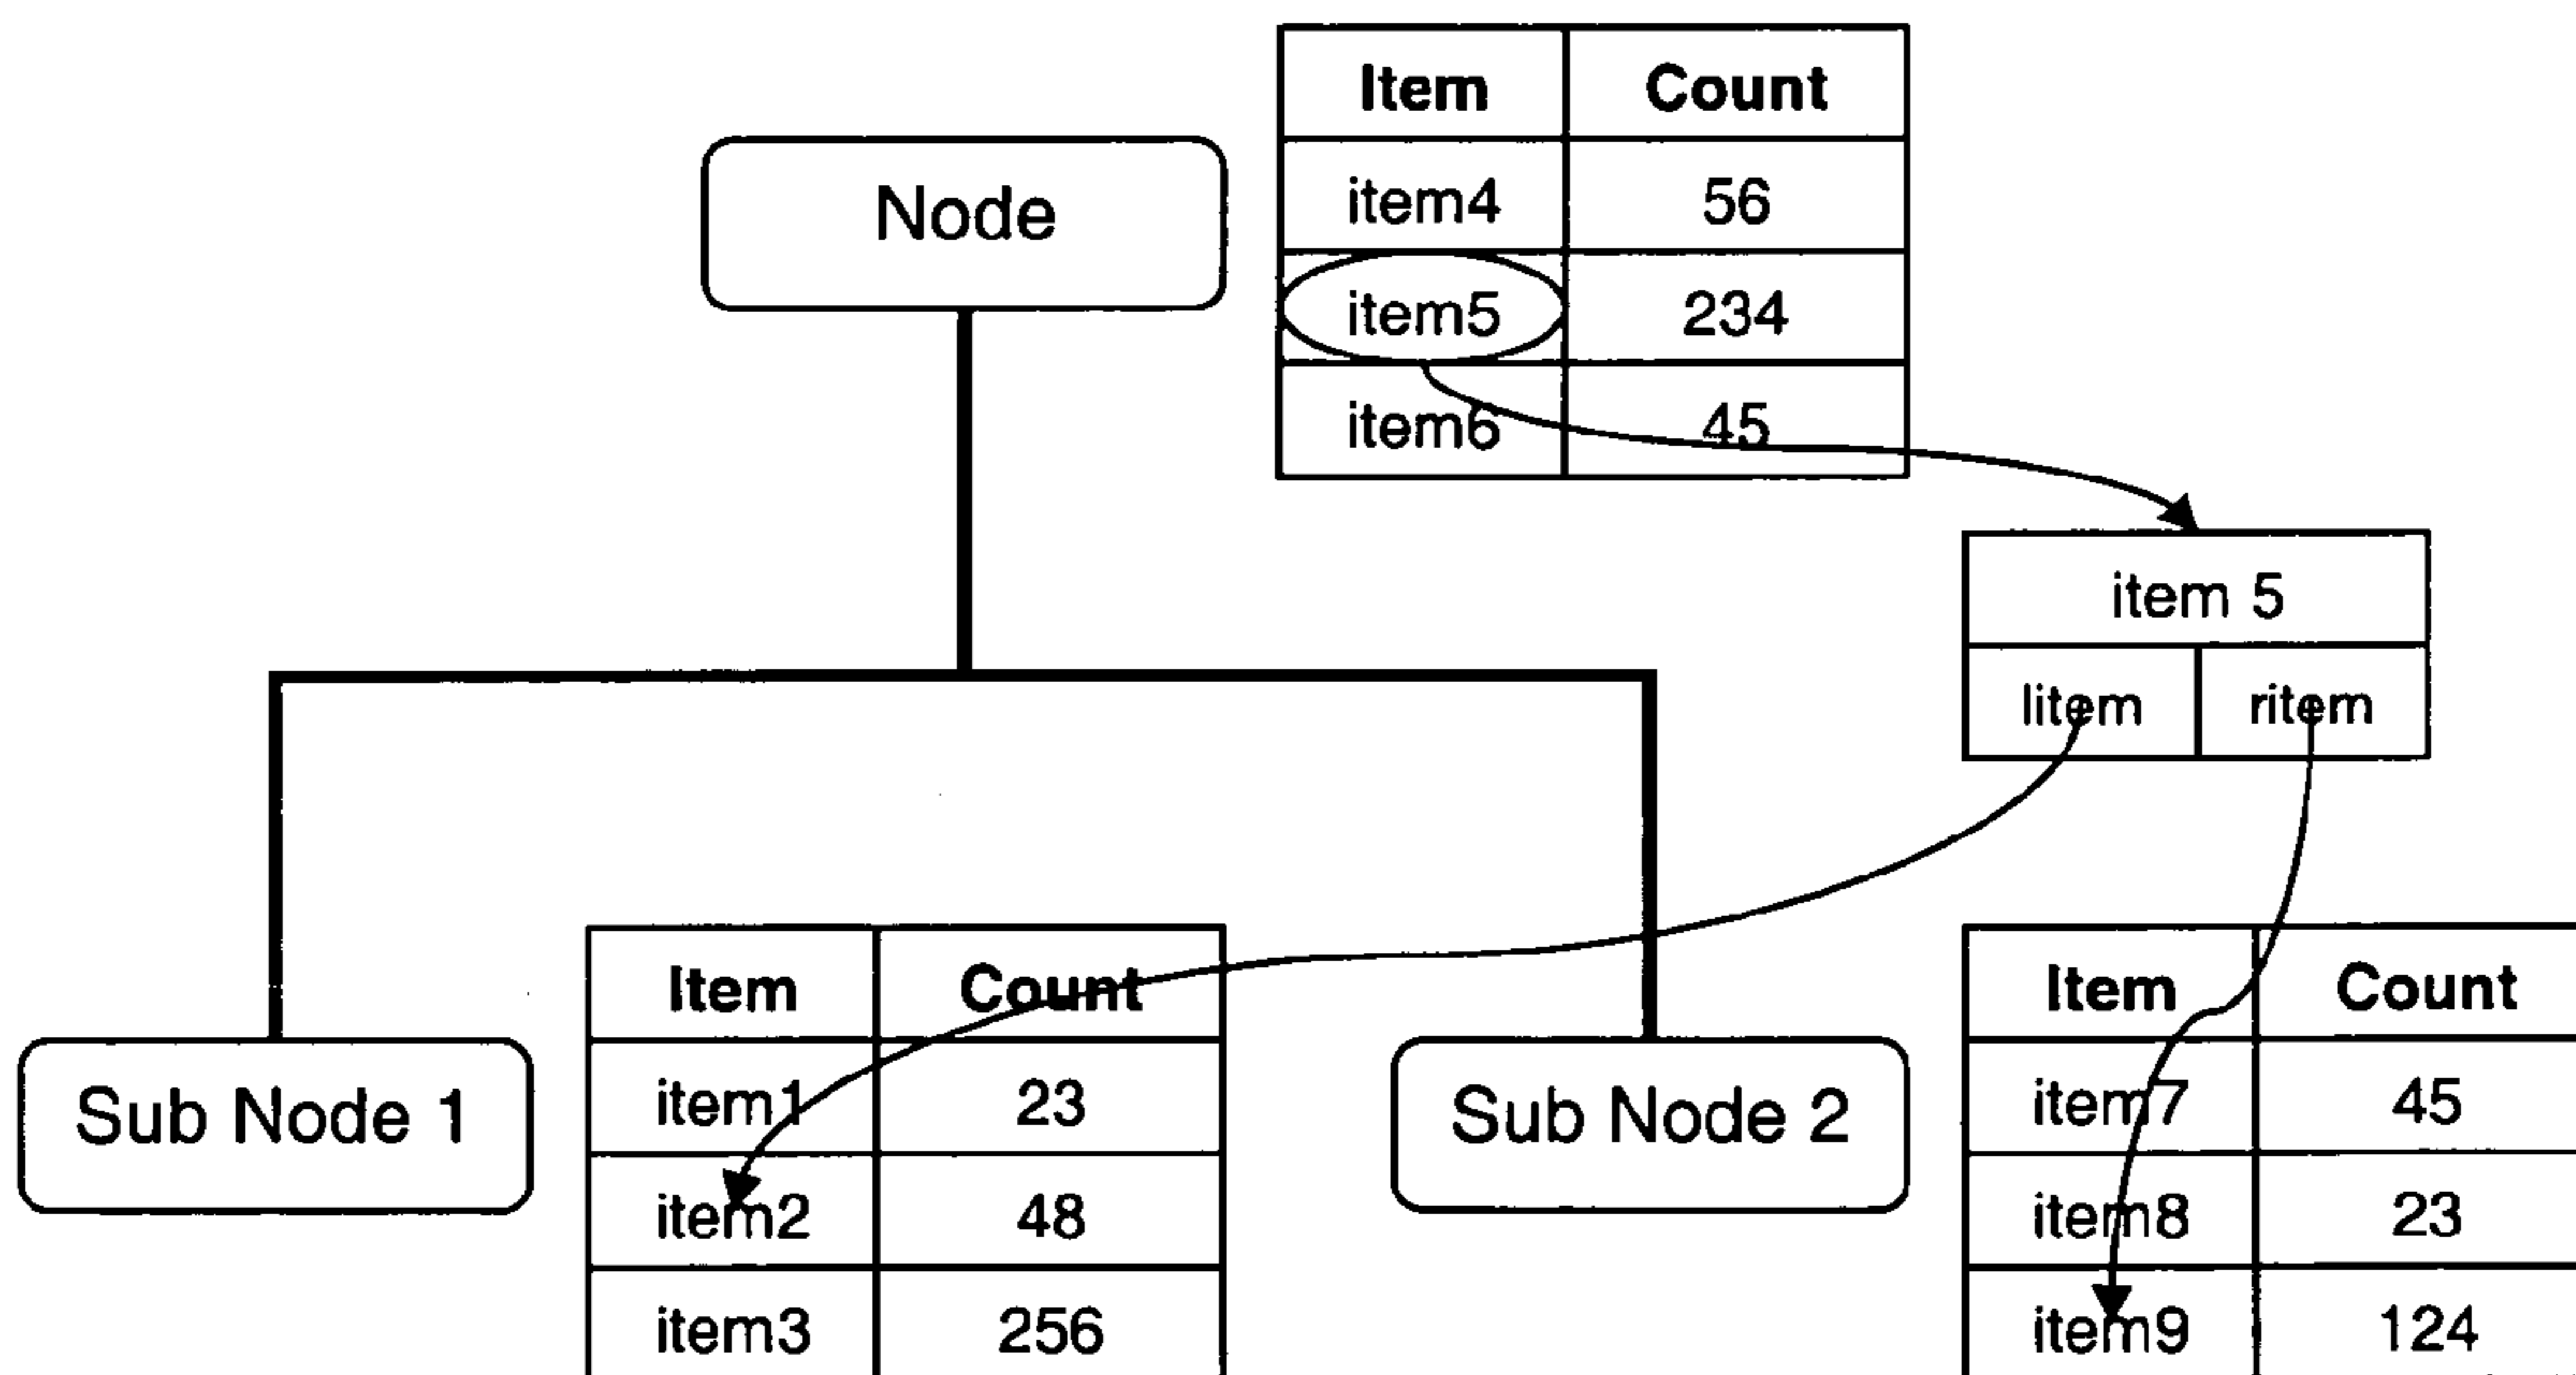 Item Count
Node
item4 56
item5 234
item6 45
item 5
litem ritem
Item Count
item1 23
item2 48
item3 256
Sub Node 1
Sub Node 2
Item Count
item7 45
item8 23
item9 124